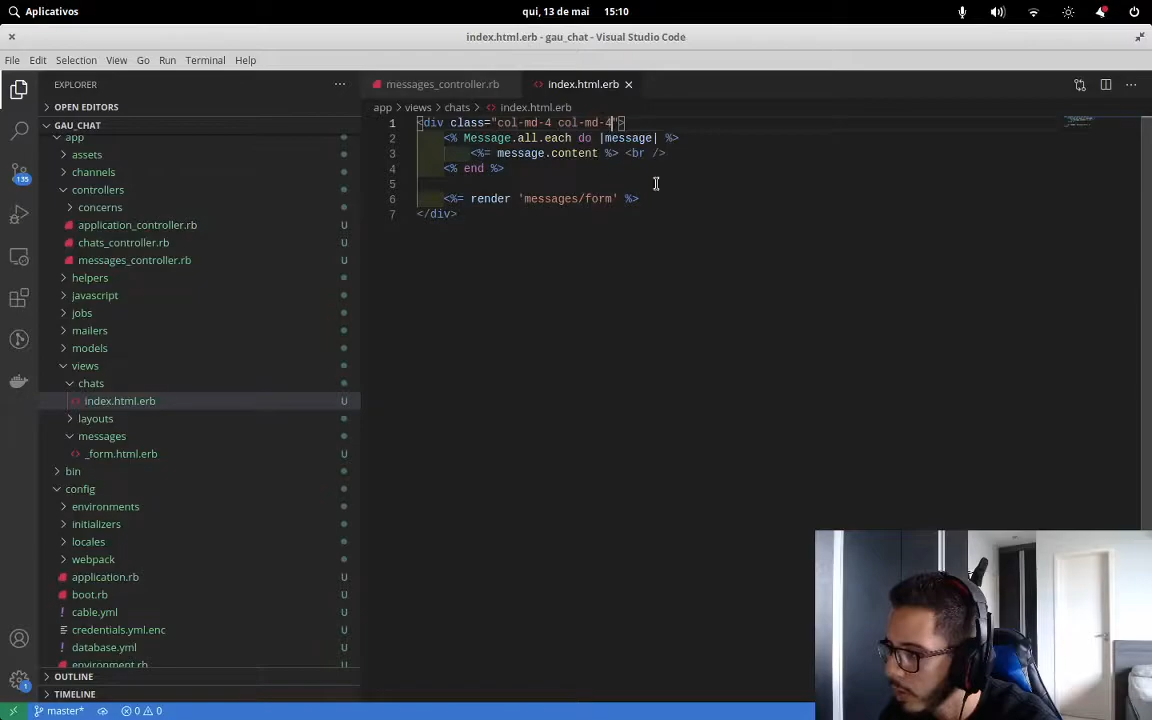 Aplicativos
qui, 13 de mai 15:10
index.html.erb - gau_chat - Visual Studio Code
File Edit Selection View Go Run Terminal Help
EXPLORER
messages_controller.rb
index.html.erb
OPEN EDITORS
app > views > chats > index.html.erb
GAU_CHAT
1 <div class="col-md-4 col-md-4">
2 <% Message.all.each do |message| %>
3 <%= message.content %> <br />
4 <% end %>
5
6 <%= render 'messages/form' %>
7 </div>
app
assets
channels
controllers
concerns
application_controller.rb U
chats_controller.rb U
messages_controller.rb U
helpers
javascript
jobs
mailers
models
views
chats
index.html.erb U
layouts
messages
_form.html.erb U
bin
config
environments
initializers
locales
webpack
application.rb U
boot.rb U
cable.yml U
credentials.yml.enc U
database.yml U
environment.rb U
OUTLINE
TIMELINE
135
1
master* 0 0